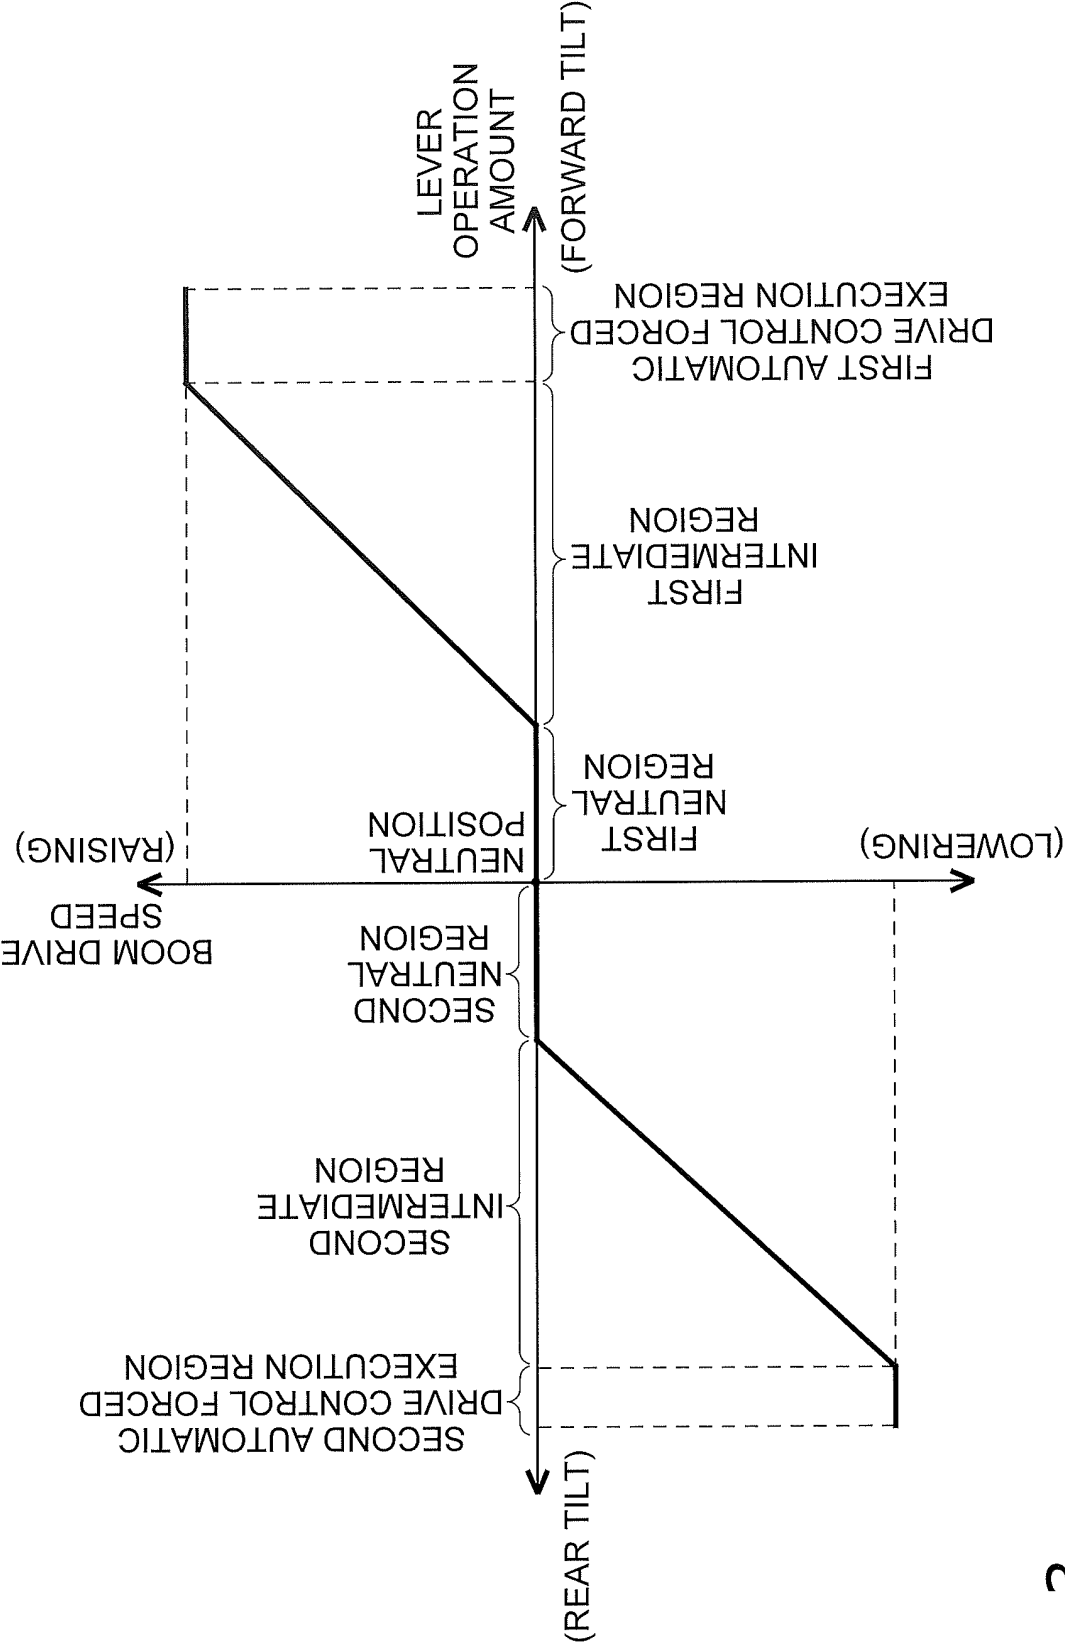 BOOM DRIVE
SPEED
(RAISING)
LEVER
OPERATION
AMOUNT
(FORWARD TILT)
NEUTRAL
POSITION
FIRST
NEUTRAL
REGION
FIRST
INTERMEDIATE
REGION
FIRST AUTOMATIC
DRIVE CONTROL FORCED
EXECUTION REGION
SECOND
NEUTRAL
REGION
SECOND
INTERMEDIATE
REGION
SECOND AUTOMATIC
DRIVE CONTROL FORCED
EXECUTION REGION
(REAR TILT)
(LOWERING)